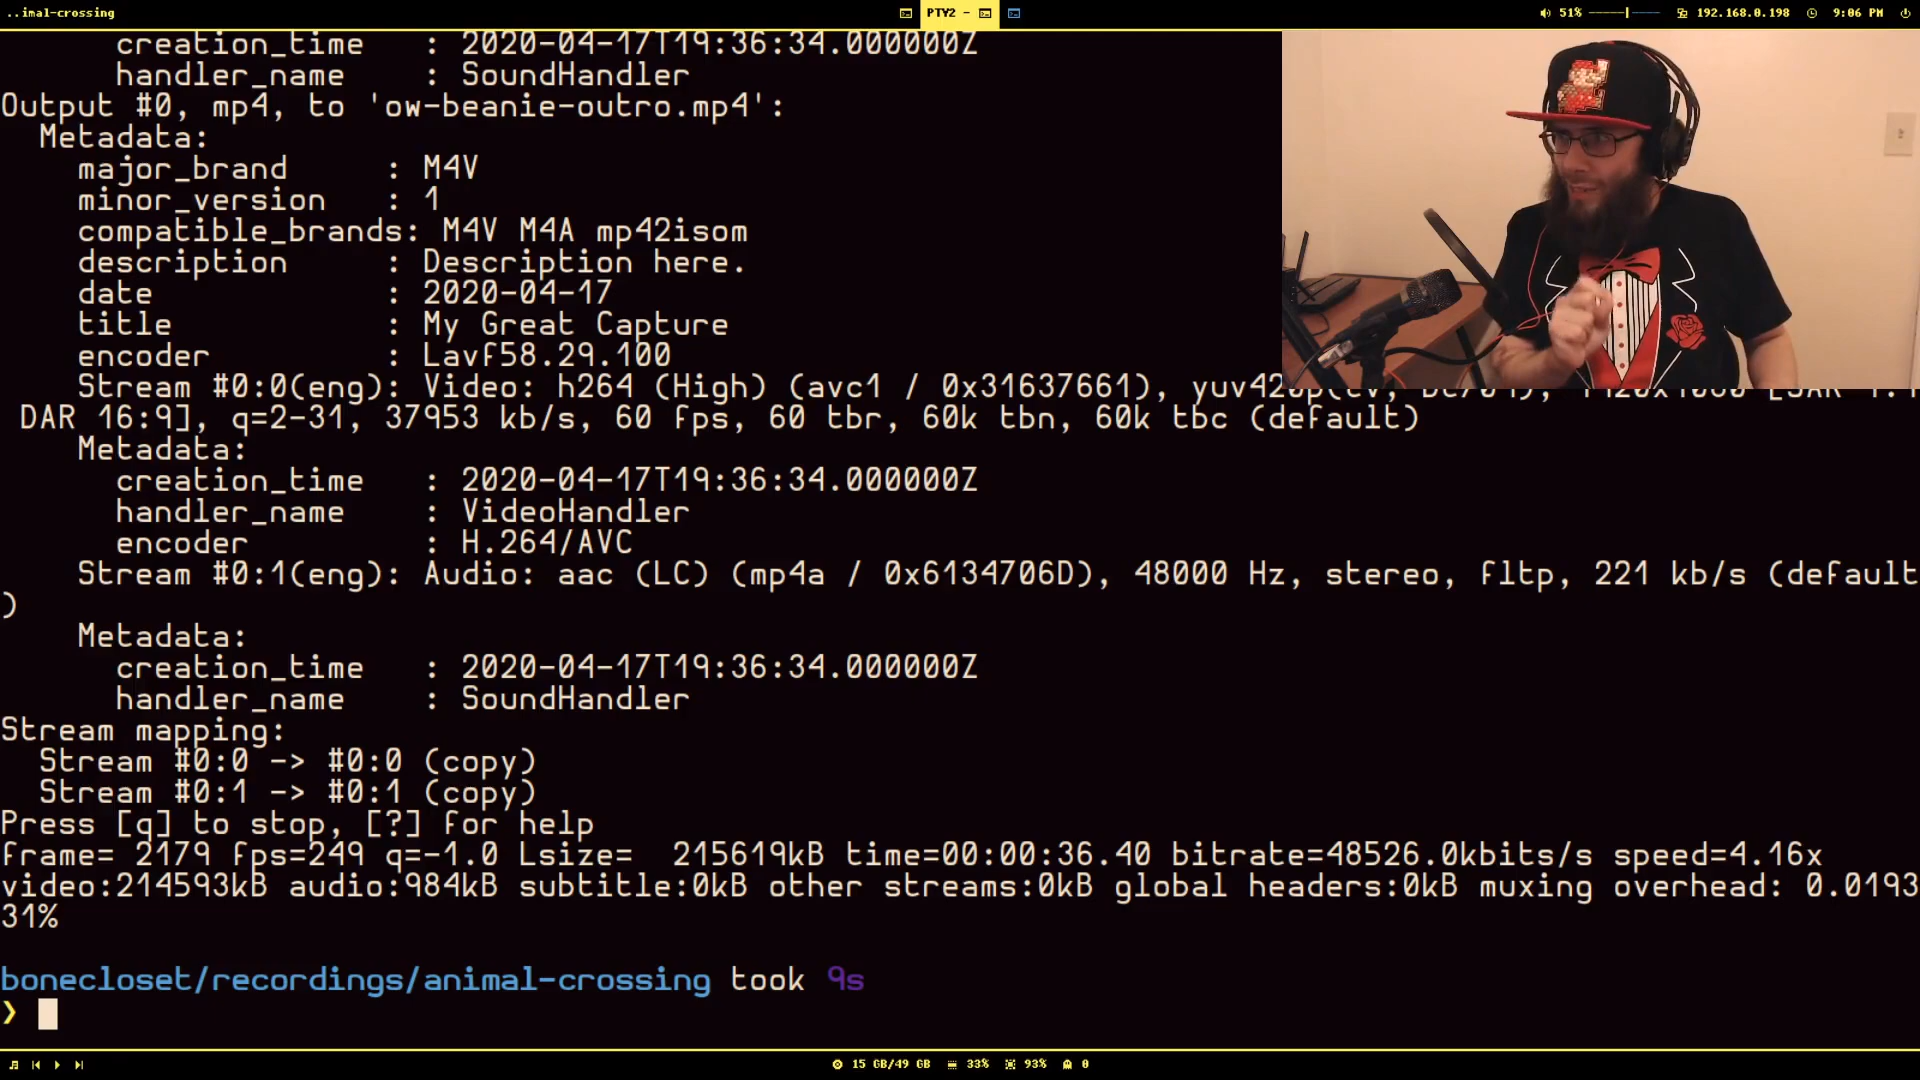 ..imal-crossing
PTY2 -
51%
192.168.0.198
9:06 PM
creation_time : 2020-04-17T19:36:34.000000Z
handler_name : SoundHandler
Output #0, mp4, to 'ow-beanie-outro.mp4':
Metadata:
major_brand : M4V
minor_version : 1
compatible_brands: M4V M4A mp42isom
description : Description here.
date : 2020-04-17
title : My Great Capture
encoder : Lavf58.29.100
Stream #0:0(eng): Video: h264 (High) (avc1 / 0x31637661),
DAR 16:9], q=2-31, 37953 kb/s, 60 fps, 60 tbr, 60k tbn, 60k tbc (default)
Metadata:
creation_time : 2020-04-17T19:36:34.000000Z
handler_name : VideoHandler
encoder : H.264/AVC
Stream #0:1(eng): Audio: aac (LC) (mp4a / 0x6134706D), 48000 Hz, stereo, fltp, 221 kb/s (default
)
Metadata:
creation_time : 2020-04-17T19:36:34.000000Z
handler_name : SoundHandler
Stream mapping:
Stream #0:0 -> #0:0 (copy)
Stream #0:1 -> #0:1 (copy)
Press [q] to stop, [?] for help
frame= 2179 fps=249 q=-1.0 Lsize= 215619kB time=00:00:36.40 bitrate=48526.0kbits/s speed=4.16x
video:214593kB audio:984kB subtitle:0kB other streams:0kB global headers:0kB muxing overhead: 0.0193
31%
bonecloset/recordings/animal-crossing took 9s
❯
15 GB/49 GB
33%
93%
0